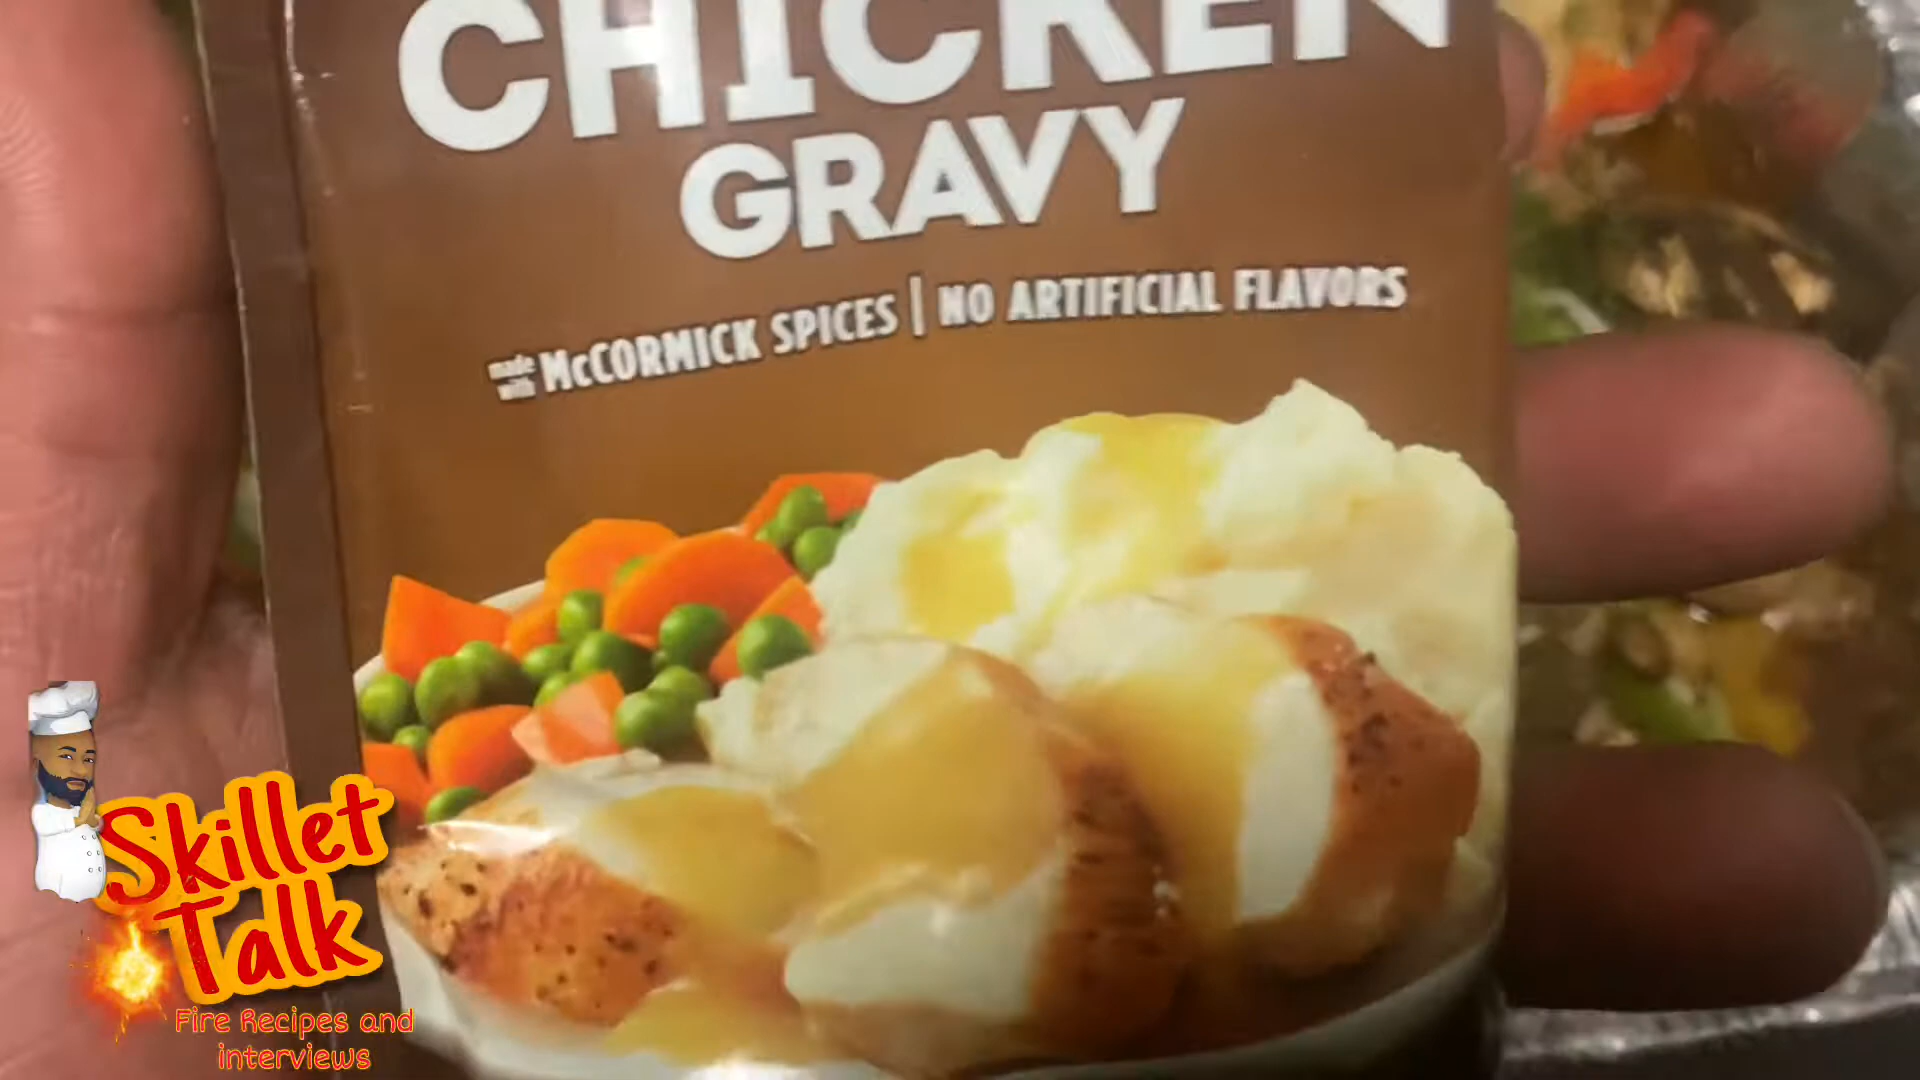 CHICKEN
GRAVY
made with McCORMICK SPICES | NO ARTIFICIAL FLAVORS
Skillet
Talk
Fire Recipes and
interviews